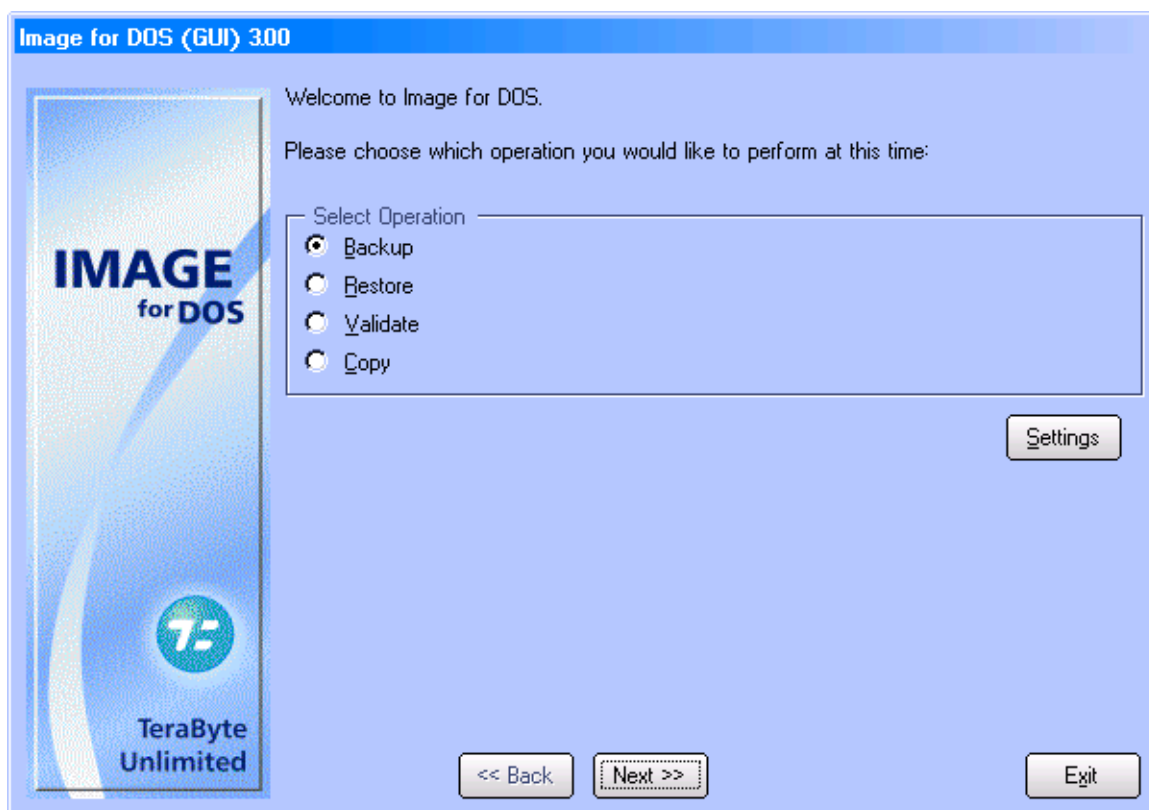 Image for DOS (GUI) 3.00
IMAGE
for DOS
TeraByte
Unlimited
Welcome to Image for DOS.
Please choose which operation you would like to perform at this time:
Select Operation
Backup
Restore
Validate
Copy
Settings
<< Back
Next >>
Exit